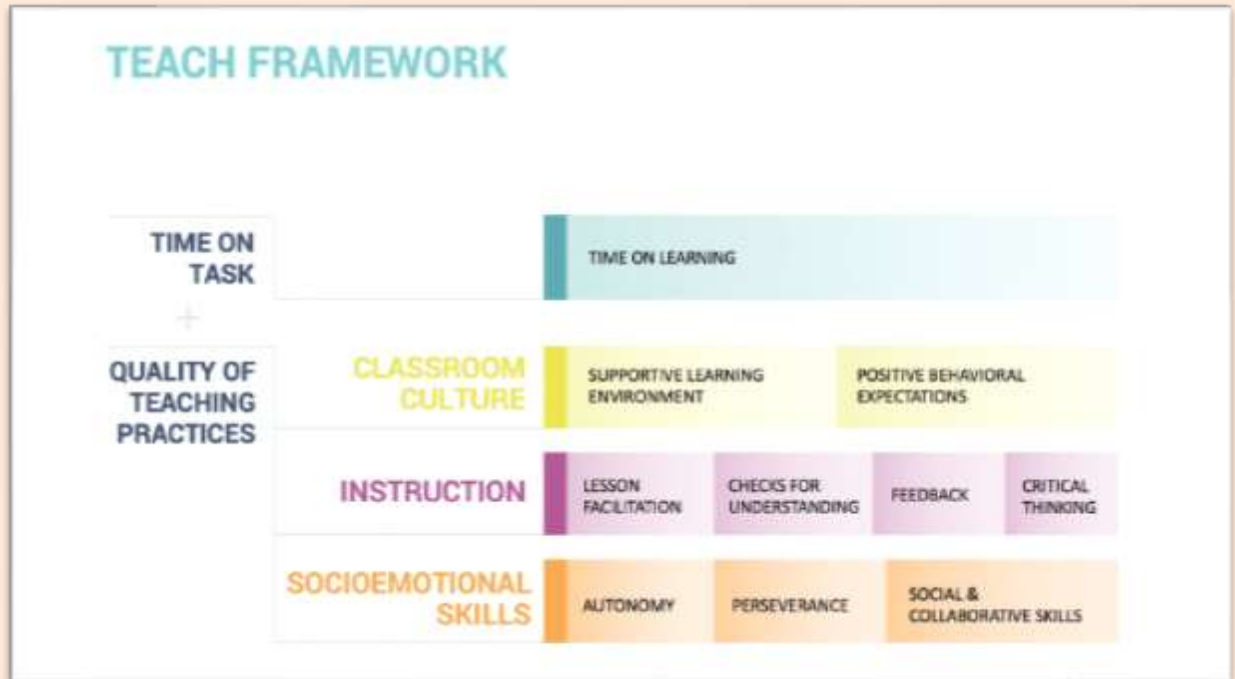 TEACH FRAMEWORK
TIME ON
TASK
TIME ON LEARNING
+
QUALITY OF
TEACHING
PRACTICES
CLASSROOM
CULTURE
SUPPORTIVE LEARNING
ENVIRONMENT
POSITIVE BEHAVIORAL
EXPECTATIONS
INSTRUCTION
LESSON
FACILITATION
CHECKS FOR
UNDERSTANDING
FEEDBACK
CRITICAL
THINKING
SOCIOEMOTIONAL
SKILLS
AUTONOMY
PERSEVERANCE
SOCIAL &
COLLABORATIVE SKILLS